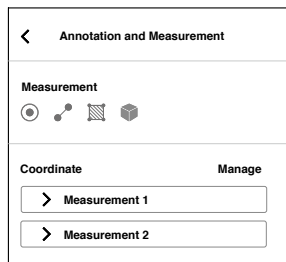 Annotation and Measurement
Measurement
Coordinate Manage
Measurement 1
Measurement 2